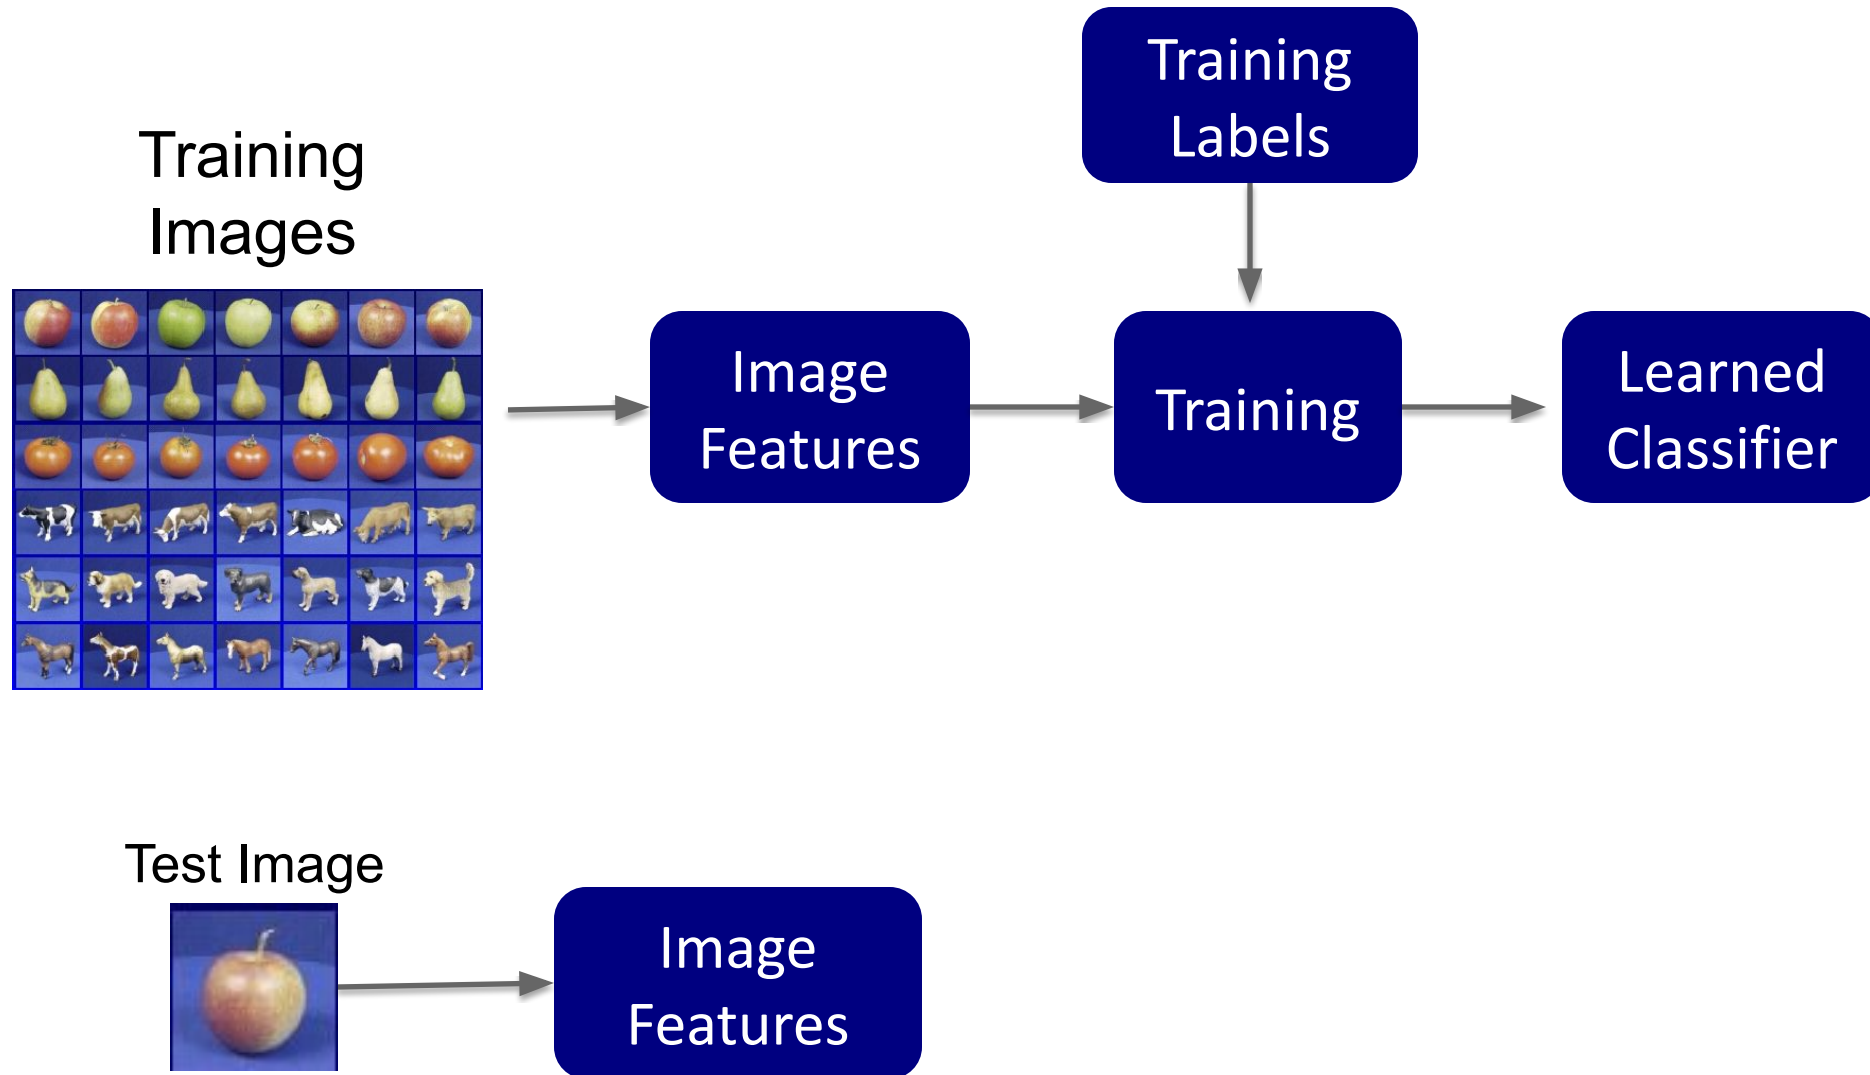 Training
Labels
Training
Images
Image
Features
Training
Learned
Classifier
Test Image
Image
Features